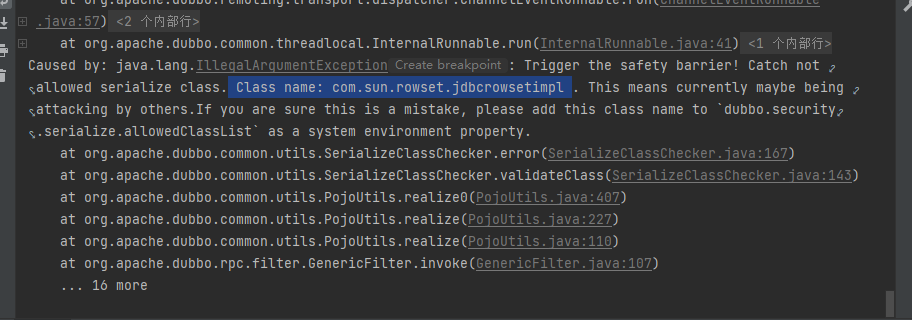 org.apache.dubbo.remoting.transport.dispatcher.ChannelEventRunnable.run(ChannelEventRunnable
.java:57) <2 个内部行>
at org.apache.dubbo.common.threadlocal.InternalRunnable.run(InternalRunnable.java:41) <1 个内部行>
Caused by: java.lang.IllegalArgumentException Create breakpoint : Trigger the safety barrier! Catch not
allowed serialize class. Class name: com.sun.rowset.jdbcrowsetimpl . This means currently maybe being
attacking by others.If you are sure this is a mistake, please add this class name to `dubbo.security
.serialize.allowedClassList` as a system environment property.
at org.apache.dubbo.common.utils.SerializeClassChecker.error(SerializeClassChecker.java:167)
at org.apache.dubbo.common.utils.SerializeClassChecker.validateClass(SerializeClassChecker.java:143)
at org.apache.dubbo.common.utils.PojoUtils.realize0(PojoUtils.java:407)
at org.apache.dubbo.common.utils.PojoUtils.realize(PojoUtils.java:227)
at org.apache.dubbo.common.utils.PojoUtils.realize(PojoUtils.java:110)
at org.apache.dubbo.rpc.filter.GenericFilter.invoke(GenericFilter.java:107)
... 16 more